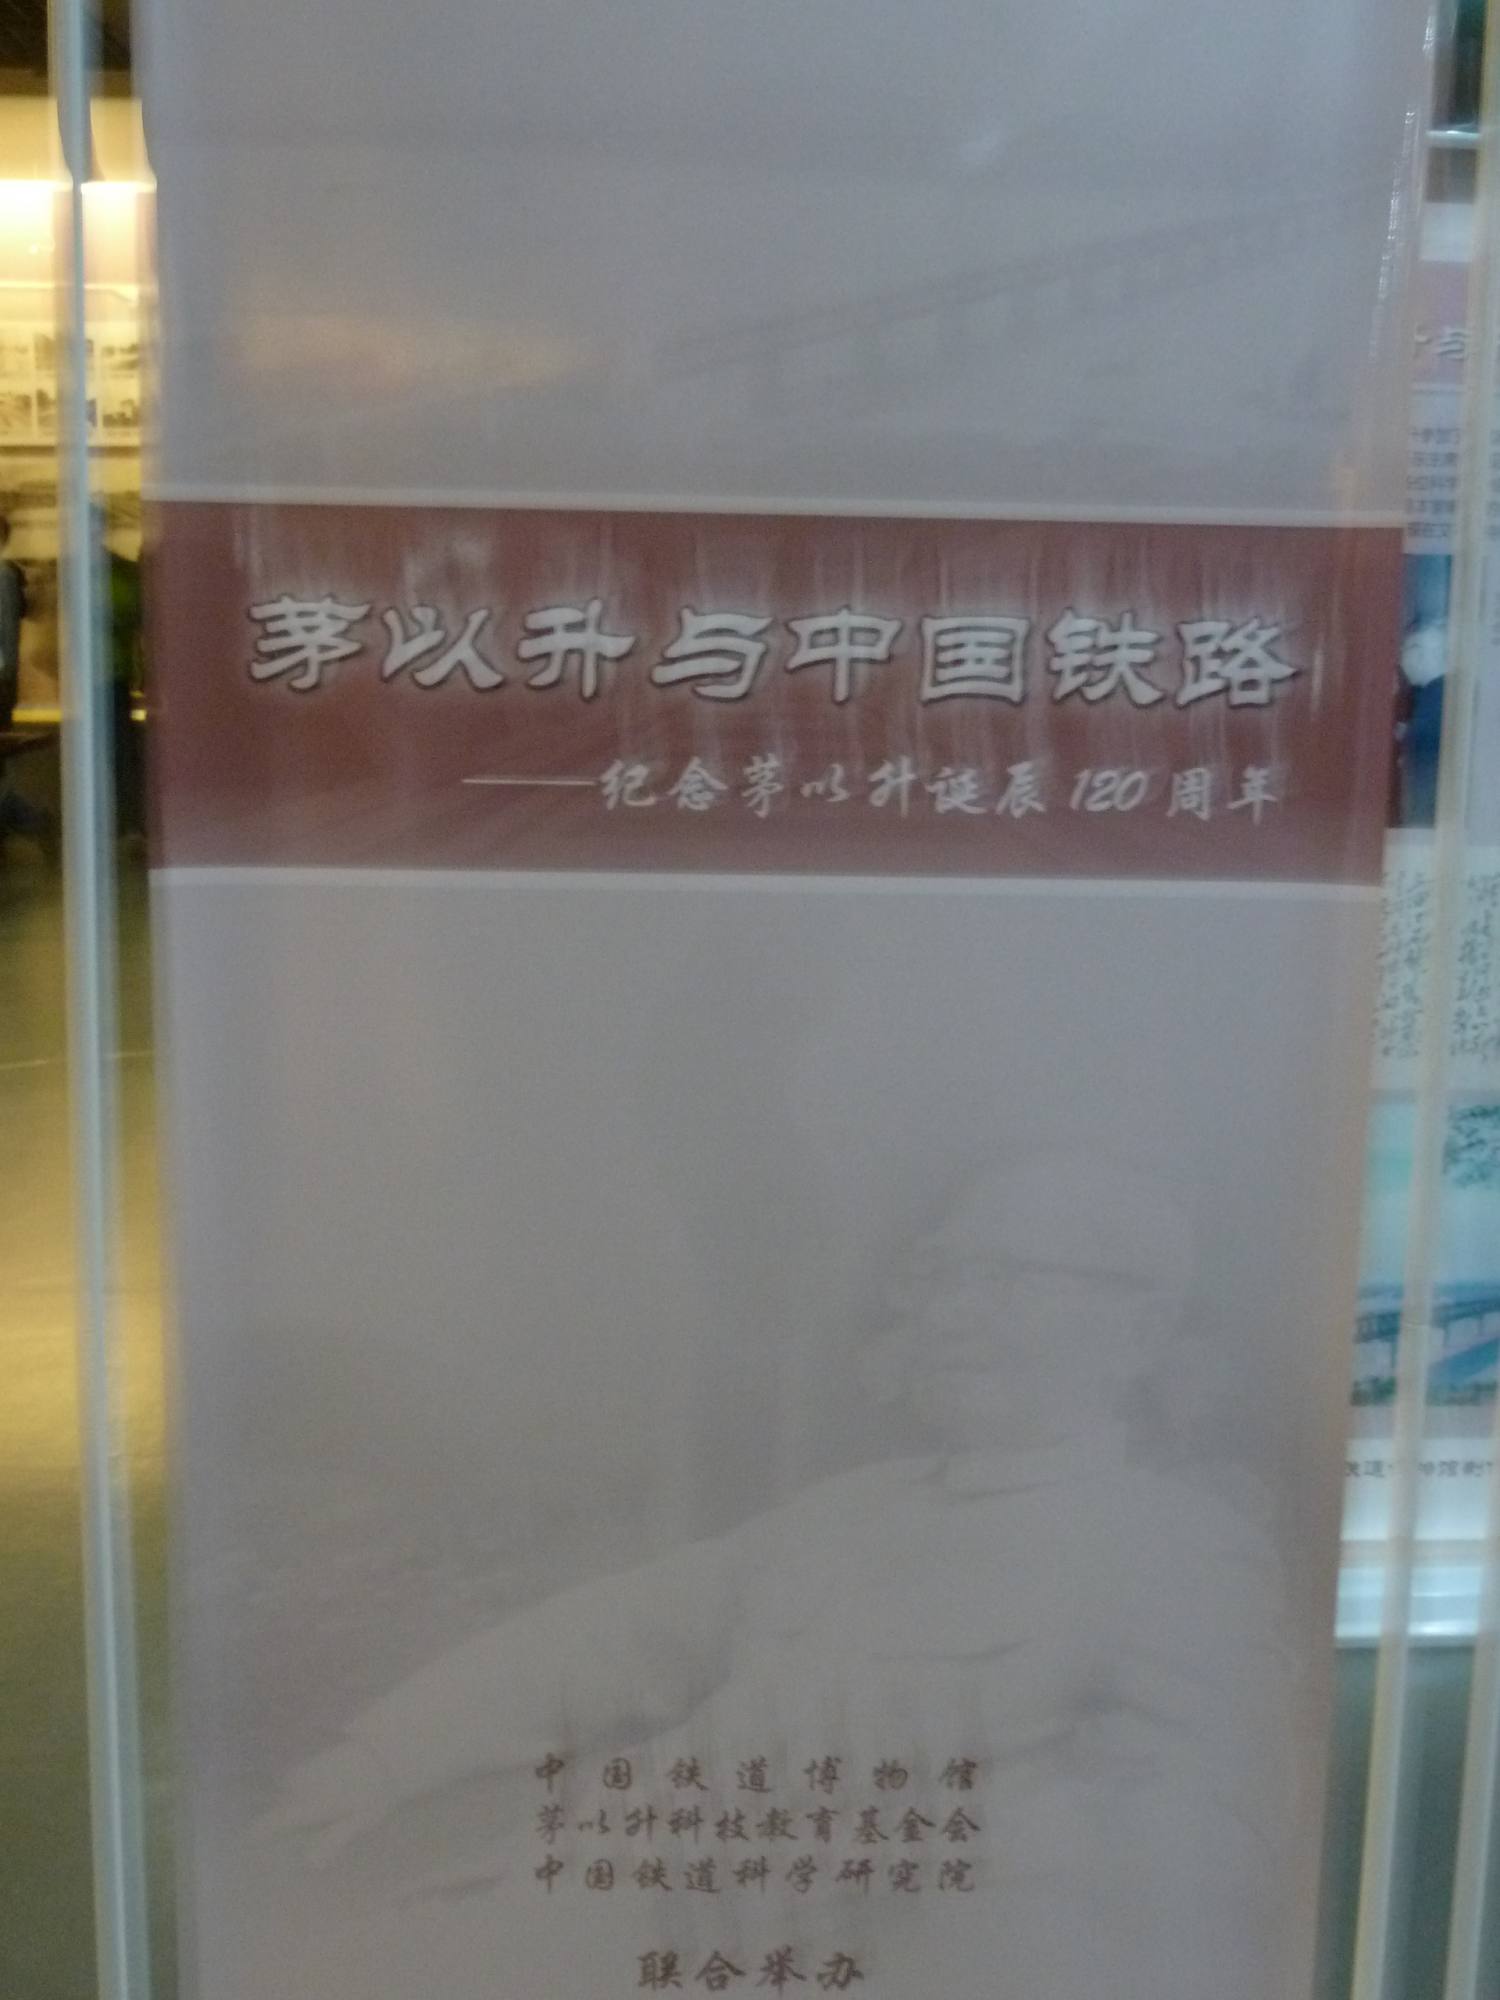 茅以升与中国铁路
——纪念茅以升诞辰120周年
中国铁道博物馆
茅以升科技教育基金会
中国铁道科学研究院
联合举办